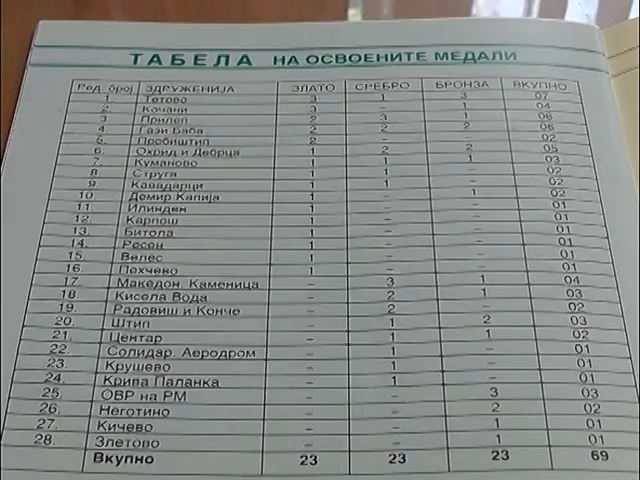 ТАБЕЛА НА ОСВОЕНИТЕ МЕДАЛИ
Ред. број ЗДРУЖЕНИЈА ЗЛАТО СРЕБРО БРОНЗА ВКУПНО
1. Тетово 3 1 3 07
2. Кочани 3 – 1 04
3. Прилеп 2 3 1 06
4. Гази Баба 2 2 2 06
5. Пробиштип 2 – – 02
6. Охрид и Дебрца 1 2 2 05
7. Куманово 1 1 1 03
8. Струга 1 1 – 02
9. Кавадарци 1 1 – 02
10. Демир Капија 1 – 1 02
11. Илинден 1 – – 01
12. Карпош 1 – – 01
13. Битола 1 – – 01
14. Ресен 1 – – 01
15. Велес 1 – – 01
16. Пехчево 1 – – 01
17. Македон. Каменица – 3 1 04
18. Кисела Вода – 2 1 03
19. Радовиш и Конче – 2 – 02
20. Штип – 1 2 03
21. Центар – 1 1 02
22. Солидар. Аеродром – 1 – 01
23. Крушево – 1 – 01
24. Крива Паланка – 1 – 01
25. ОВР на РМ – – 3 03
26. Неготино – – 2 02
27. Кичево – – 1 01
28. Злетово – – 1 01
Вкупно 23 23 23 69